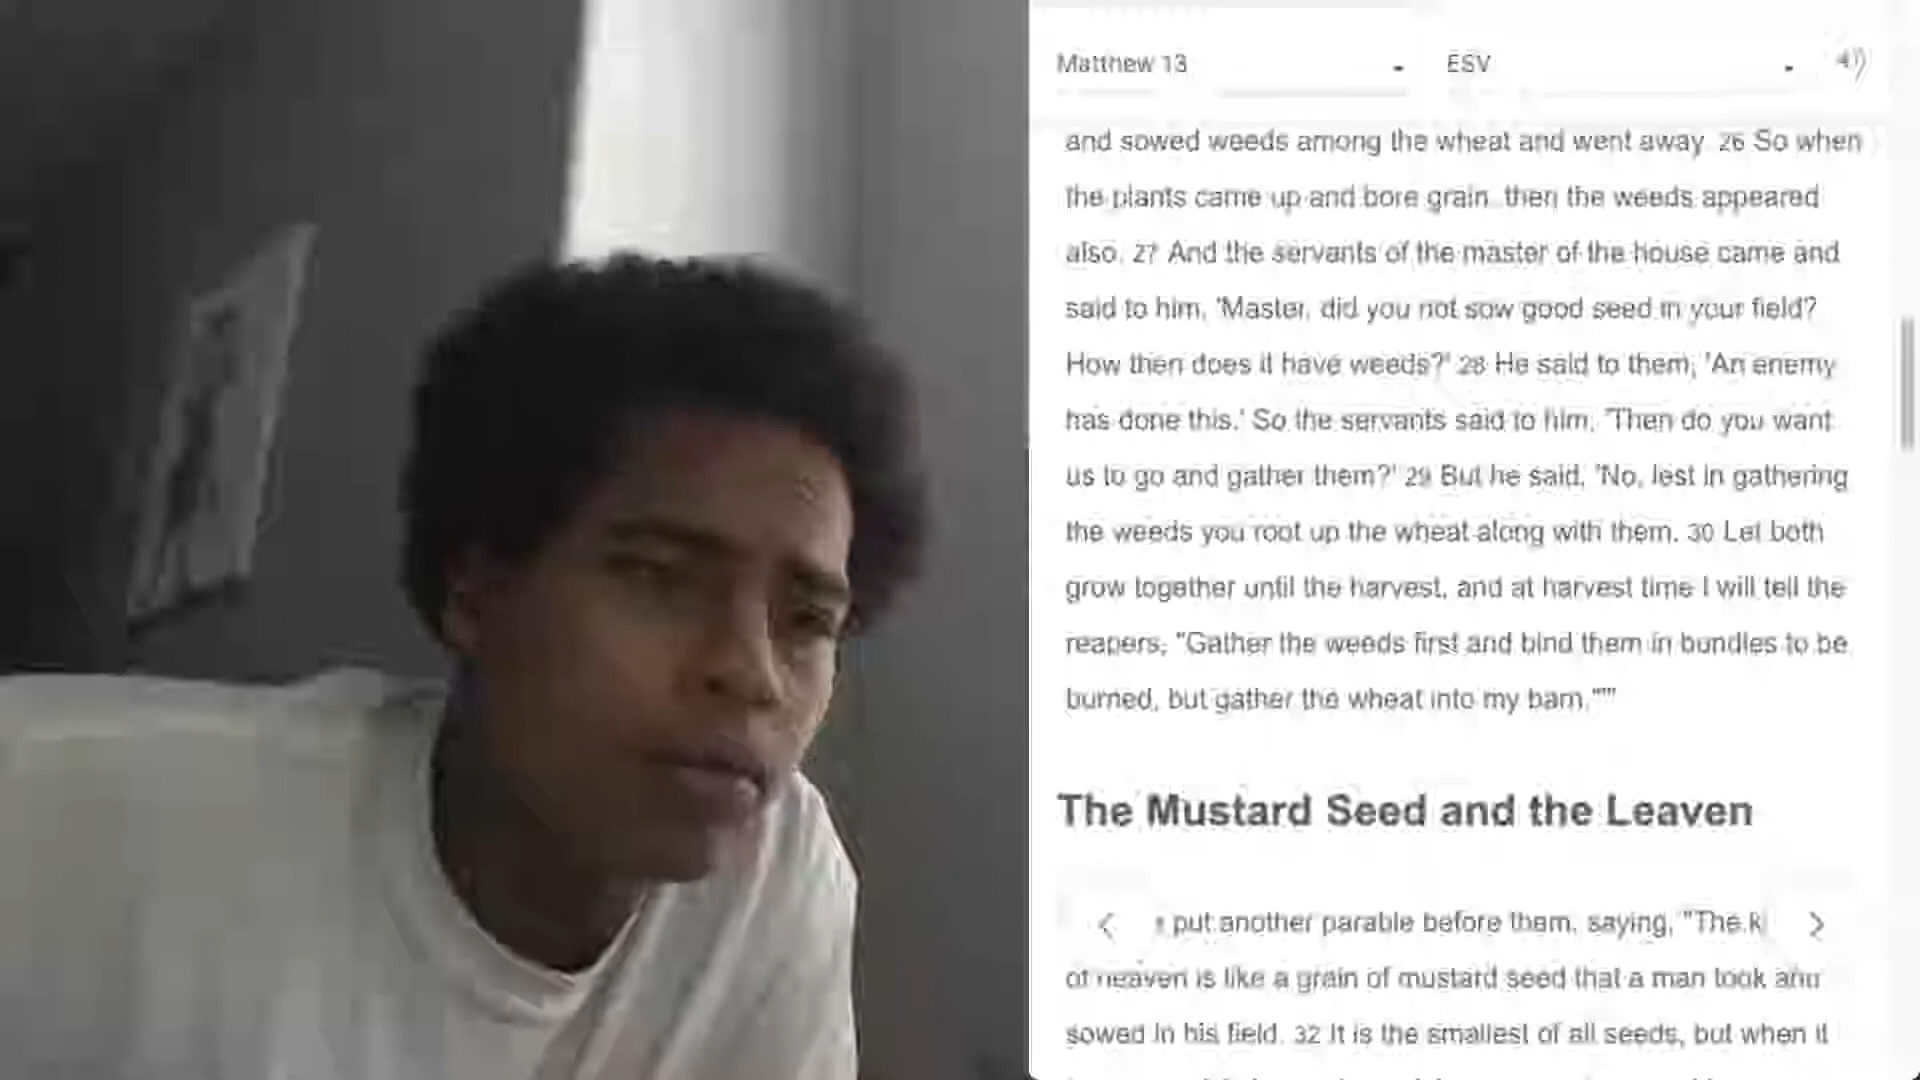 Matthew 13
ESV
and sowed weeds among the wheat and went away. 26 So when
the plants came up and bore grain, then the weeds appeared
also. 27 And the servants of the master of the house came and
said to him, 'Master, did you not sow good seed in your field?
How then does it have weeds?' 28 He said to them, 'An enemy
has done this.' So the servants said to him, 'Then do you want
us to go and gather them?' 29 But he said, 'No, lest in gathering
the weeds you root up the wheat along with them. 30 Let both
grow together until the harvest, and at harvest time I will tell the
reapers, "Gather the weeds first and bind them in bundles to be
burned, but gather the wheat into my barn."'"
The Mustard Seed and the Leaven
put another parable before them, saying, "The
of heaven is like a grain of mustard seed that a man took and
sowed in his field. 32 It is the smallest of all seeds, but when it